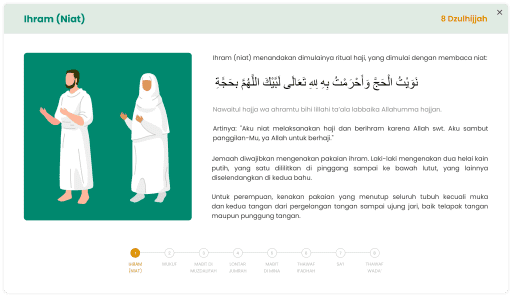 Ihram (Niat)
8 Dzulhijjah
Ihram (niat) menandakan dimulainya ritual haji, yang dimulai dengan membaca niat:
نَوَيْتُ الْحَجَّ وَأَحْرَمْتُ بِهِ لِلهِ تَعَالَى لَبَّيْكَ اللَّهُمَّ بِحَجَّةٍ
Nawaitul hajja wa ahramtu bihi lillahi ta'ala labbaika Allahumma hajjan.
Artinya: "Aku niat melaksanakan haji dan berihram karena Allah swt. Aku sambut
panggilan-Mu, ya Allah untuk berhaji."
Jemaah diwajibkan mengenakan pakaian Ihram. Laki-laki mengenakan dua helai kain
putih, yang satu dililitkan di pinggang sampai ke bawah lutut, yang lainnya
diselendangkan di kedua bahu.
Untuk perempuan, kenakan pakaian yang menutup seluruh tubuh kecuali muka
dan kedua tangan dari pergelangan tangan sampai ujung jari, baik telapak tangan
maupun punggung tangan.
1 2 3 4 5 6 7 8
IHRAM
(NIAT)
WUKUF
MABIT DI
MUZDALIFAH
LONTAR
JUMRAH
MABIT
DI MINA
THAWAF
IFADHAH
SA'I
THAWAF
WADA'